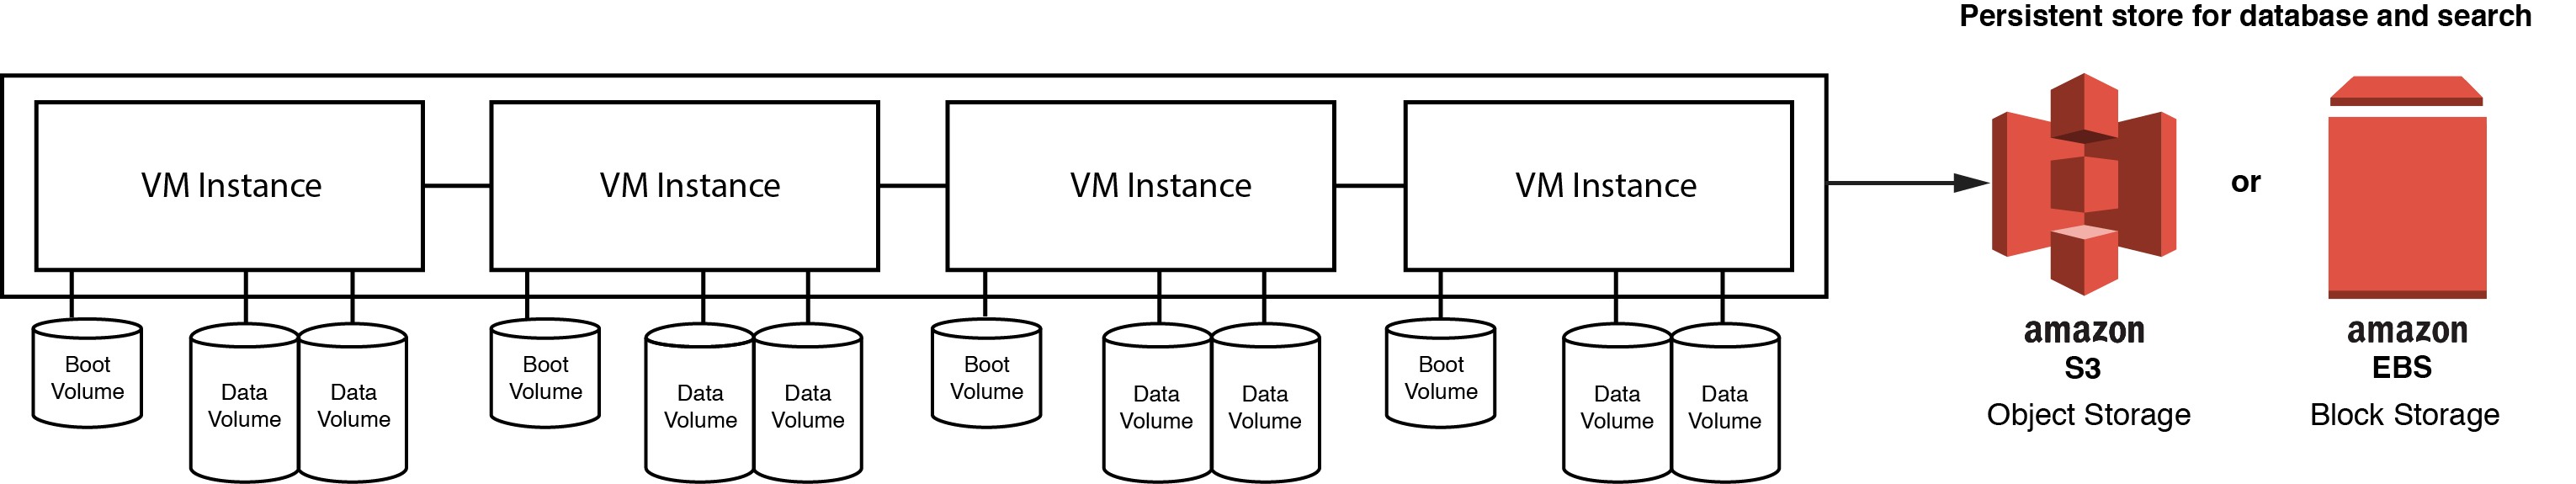 Persistent store for database and search
VM Instance
VM Instance
VM Instance
VM Instance
or
Boot
Volume
Data
Volume
Data
Volume
Boot
Volume
Data
Volume
Data
Volume
Boot
Volume
Data
Volume
Data
Volume
Boot
Volume
Data
Volume
Data
Volume
amazon
S3
Object Storage
amazon
EBS
Block Storage